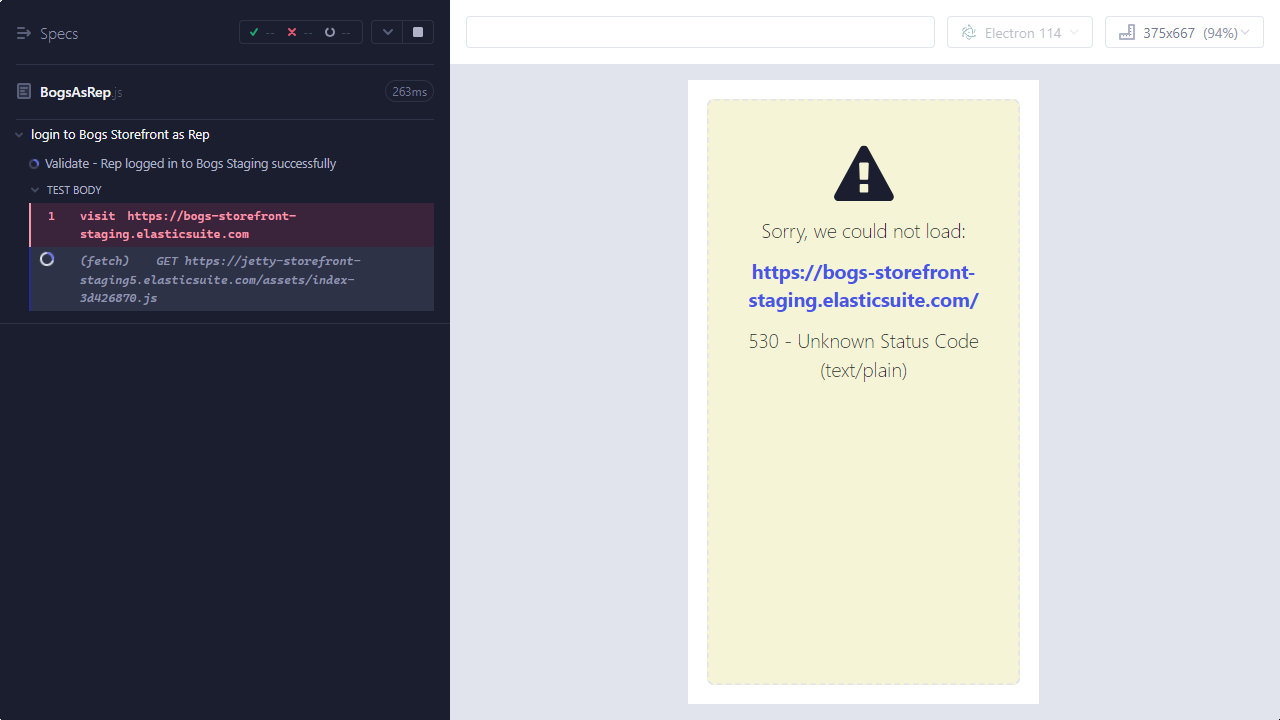 Specs
--
--
--
Electron 114
375x667 (94%)
BogsAsRep.js
263ms
login to Bogs Storefront as Rep
Validate - Rep logged in to Bogs Staging successfully
TEST BODY
1 visit https://bogs-storefront-
staging.elasticsuite.com
(fetch) GET https://jetty-storefront-
staging5.elasticsuite.com/assets/index-
3d426870.js
Sorry, we could not load:
https://bogs-storefront-
staging.elasticsuite.com/
530 - Unknown Status Code
(text/plain)